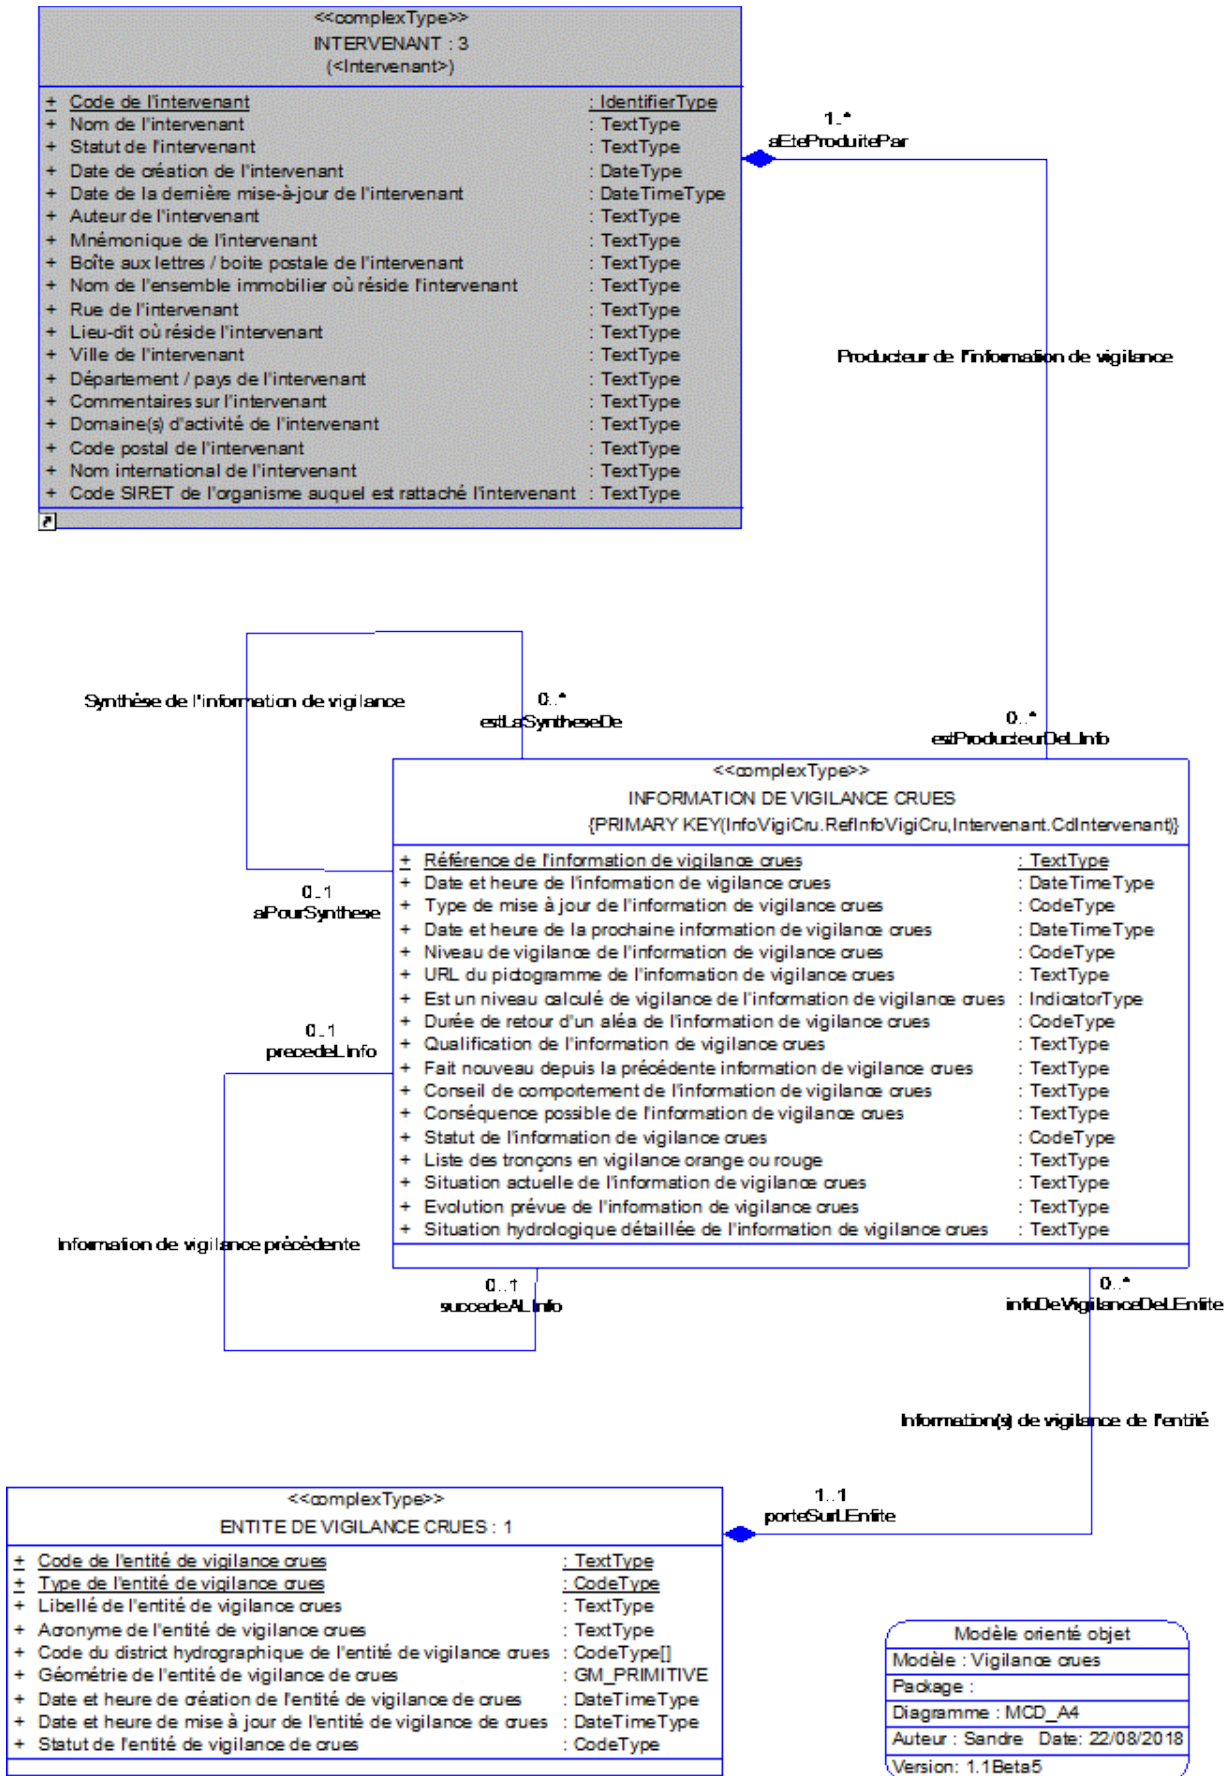 <<complexType>>
INTERVENANT : 3
(<Intervenant>)
+ Code de l'intervenant : IdentifierType
+ Nom de l'intervenant : TextType
+ Statut de l'intervenant : TextType
+ Date de création de l'intervenant : DateType
+ Date de la dernière mise-à-jour de l'intervenant : DateTimeType
+ Auteur de l'intervenant : TextType
+ Mnémonique de l'intervenant : TextType
+ Boîte aux lettres / boite postale de l'intervenant : TextType
+ Nom de l'ensemble immobilier où réside l'intervenant : TextType
+ Rue de l'intervenant : TextType
+ Lieu-dit où réside l'intervenant : TextType
+ Ville de l'intervenant : TextType
+ Département / pays de l'intervenant : TextType
+ Commentaires sur l'intervenant : TextType
+ Domaine(s) d'activité de l'intervenant : TextType
+ Code postal de l'intervenant : TextType
+ Nom international de l'intervenant : TextType
+ Code SIRET de l'organisme auquel est rattaché l'intervenant : TextType
1..*
aEteProduitePar
Producteur de l'information de vigilance
Synthèse de l'information de vigilance
0..*
estLaSyntheseDe
0..*
estProducteurDeLInfo
<<complexType>>
INFORMATION DE VIGILANCE CRUES
{PRIMARY KEY(InfoVigiCru.RefInfoVigiCru,Intervenant.CdIntervenant)}
+ Référence de l'information de vigilance crues : TextType
+ Date et heure de l'information de vigilance crues : DateTimeType
+ Type de mise à jour de l'information de vigilance crues : CodeType
+ Date et heure de la prochaine information de vigilance crues : DateTimeType
+ Niveau de vigilance de l'information de vigilance crues : CodeType
+ URL du pictogramme de l'information de vigilance crues : TextType
+ Est un niveau calculé de vigilance de l'information de vigilance crues : IndicatorType
+ Durée de retour d'un aléa de l'information de vigilance crues : CodeType
+ Qualification de l'information de vigilance crues : TextType
+ Fait nouveau depuis la précédente information de vigilance crues : TextType
+ Conseil de comportement de l'information de vigilance crues : TextType
+ Conséquence possible de l'information de vigilance crues : TextType
+ Statut de l'information de vigilance crues : CodeType
+ Liste des tronçons en vigilance orange ou rouge : TextType
+ Situation actuelle de l'information de vigilance crues : TextType
+ Evolution prévue de l'information de vigilance crues : TextType
+ Situation hydrologique détaillée de l'information de vigilance crues : TextType
0..1
aPourSynthese
0..1
precedeLInfo
Information de vigilance précédente
0..1
succedeALInfo
0..*
infoDeVigilanceDeLEntite
Information(s) de vigilance de l'entité
1..1
porteSurLEntite
<<complexType>>
ENTITE DE VIGILANCE CRUES : 1
+ Code de l'entité de vigilance crues : TextType
+ Type de l'entité de vigilance crues : CodeType
+ Libellé de l'entité de vigilance crues : TextType
+ Acronyme de l'entité de vigilance crues : TextType
+ Code du district hydrographique de l'entité de vigilance crues : CodeType[]
+ Géométrie de l'entité de vigilance de crues : GM_PRIMITIVE
+ Date et heure de création de l'entité de vigilance de crues : DateTimeType
+ Date et heure de mise à jour de l'entité de vigilance de crues : DateTimeType
+ Statut de l'entité de vigilance de crues : CodeType
Modèle orienté objet
Modèle : Vigilance crues
Package :
Diagramme : MCD_A4
Auteur : Sandre Date: 22/08/2018
Version: 1.1Beta5